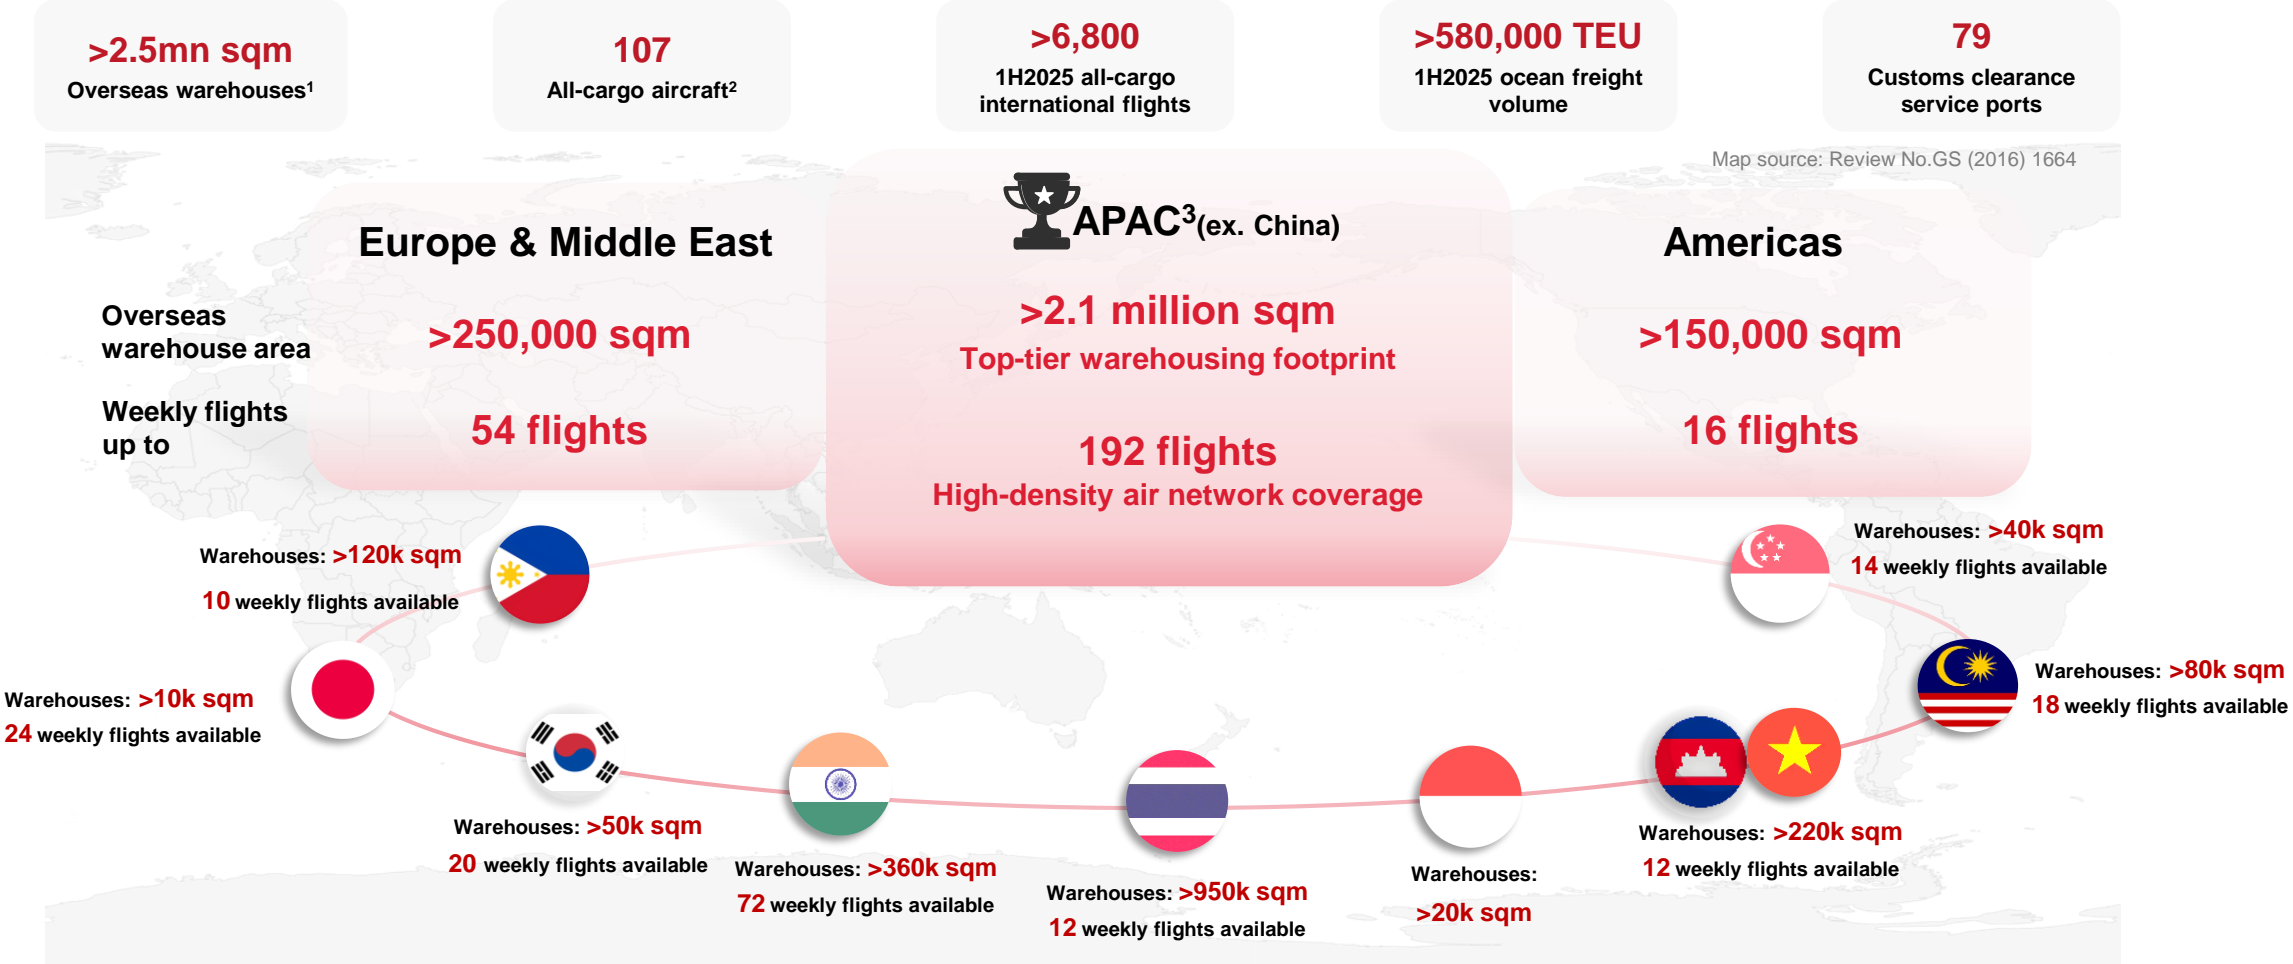 >2.5mn sqm
Overseas warehouses¹
107
All-cargo aircraft²
>6,800
1H2025 all-cargo
international flights
>580,000 TEU
1H2025 ocean freight
volume
79
Customs clearance
service ports
Map source: Review No.GS (2016) 1664
Europe & Middle East
APAC³(ex. China)
Americas
Overseas
warehouse area
>250,000 sqm
>2.1 million sqm
Top-tier warehousing footprint
>150,000 sqm
Weekly flights
up to
54 flights
192 flights
High-density air network coverage
16 flights
Warehouses: >120k sqm
10 weekly flights available
Warehouses: >40k sqm
14 weekly flights available
Warehouses: >10k sqm
24 weekly flights available
Warehouses: >80k sqm
18 weekly flights available
Warehouses: >50k sqm
20 weekly flights available
Warehouses: >360k sqm
72 weekly flights available
Warehouses: >950k sqm
12 weekly flights available
Warehouses:
>20k sqm
Warehouses: >220k sqm
12 weekly flights available